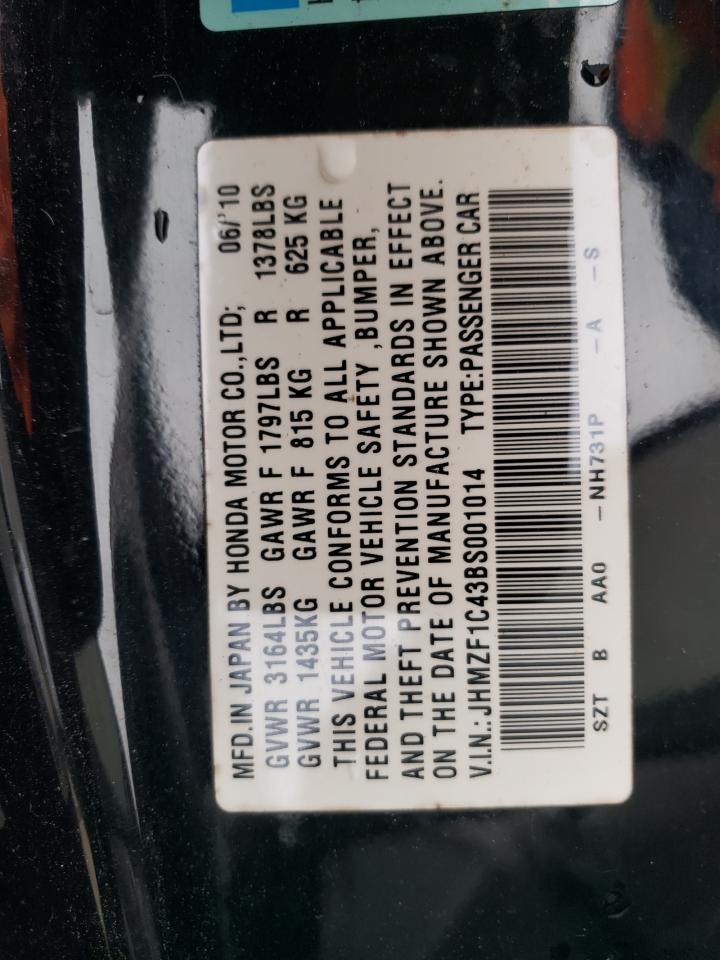 MFD.IN JAPAN BY HONDA MOTOR CO.,LTD; 06/'10
GVWR 3164LBS GAWR F 1797LBS R 1378LBS
GVWR 1435KG GAWR F 815 KG R 625 KG
THIS VEHICLE CONFORMS TO ALL APPLICABLE
FEDERAL MOTOR VEHICLE SAFETY ,BUMPER,
AND THEFT PREVENTION STANDARDS IN EFFECT
ON THE DATE OF MANUFACTURE SHOWN ABOVE.
V.I.N.: JHMZF1C43BS001014 TYPE:PASSENGER CAR
SZT B AA0 -NH731P -A -S